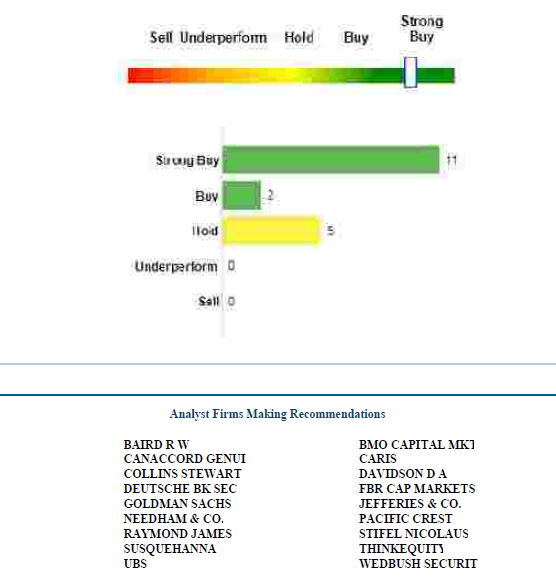 Strong
Sell Underperform Hold Buy Buy
Strong Buy 11
Buy 2
Hold 5
Underperform 0
Sell 0
Analyst Firms Making Recommendations
BAIRD R W BMO CAPITAL MKT
CANACCORD GENUI CARIS
COLLINS STEWART DAVIDSON D A
DEUTSCHE BK SEC FBR CAP MARKETS
GOLDMAN SACHS JEFFERIES & CO.
NEEDHAM & CO. PACIFIC CREST
RAYMOND JAMES STIFEL NICOLAUS
SUSQUEHANNA THINKEQUITY
UBS WEDBUSH SECURIT